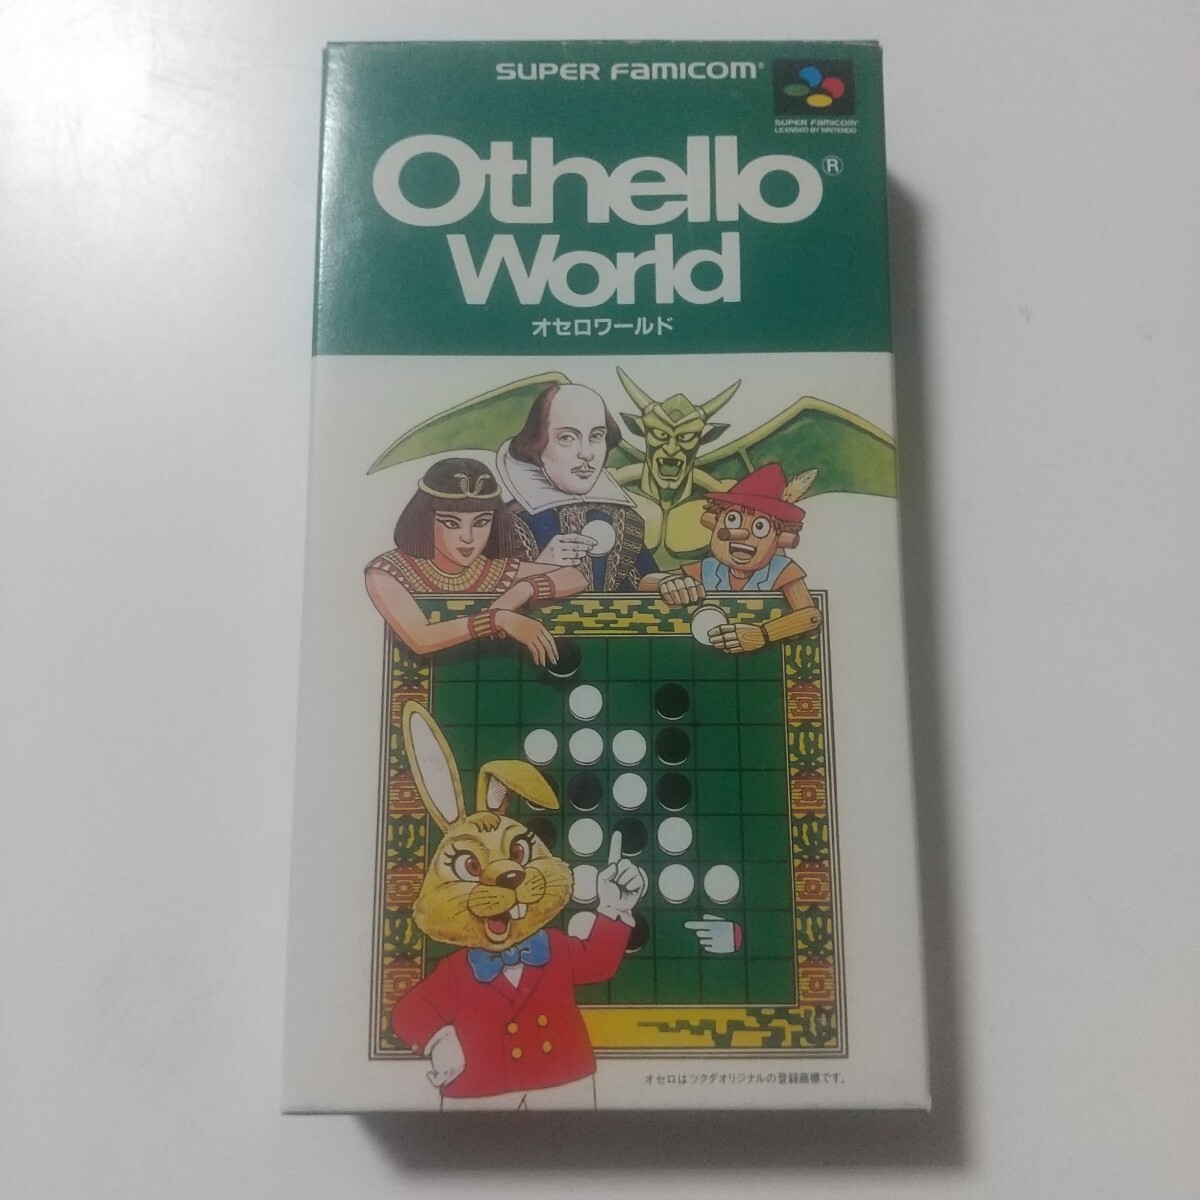 SUPER FAMICOM®
SUPER FAMICOM®
LICENSED BY NINTENDO
Othello®
World
オセロワールド
オセロはツクダオリジナルの登録商標です。